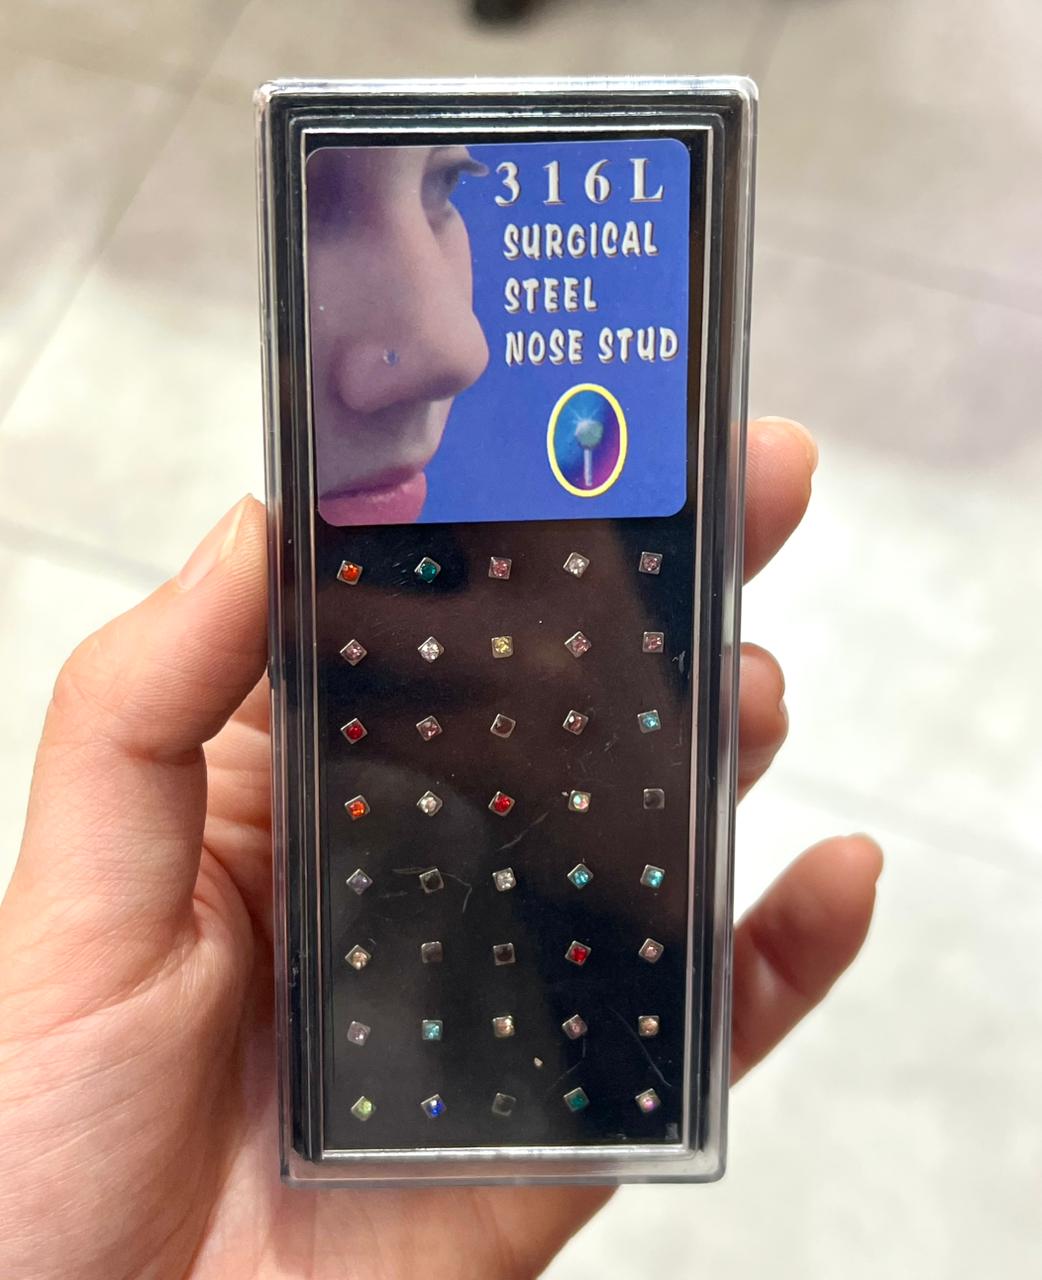 316L
SURGICAL
STEEL
NOSE STUD